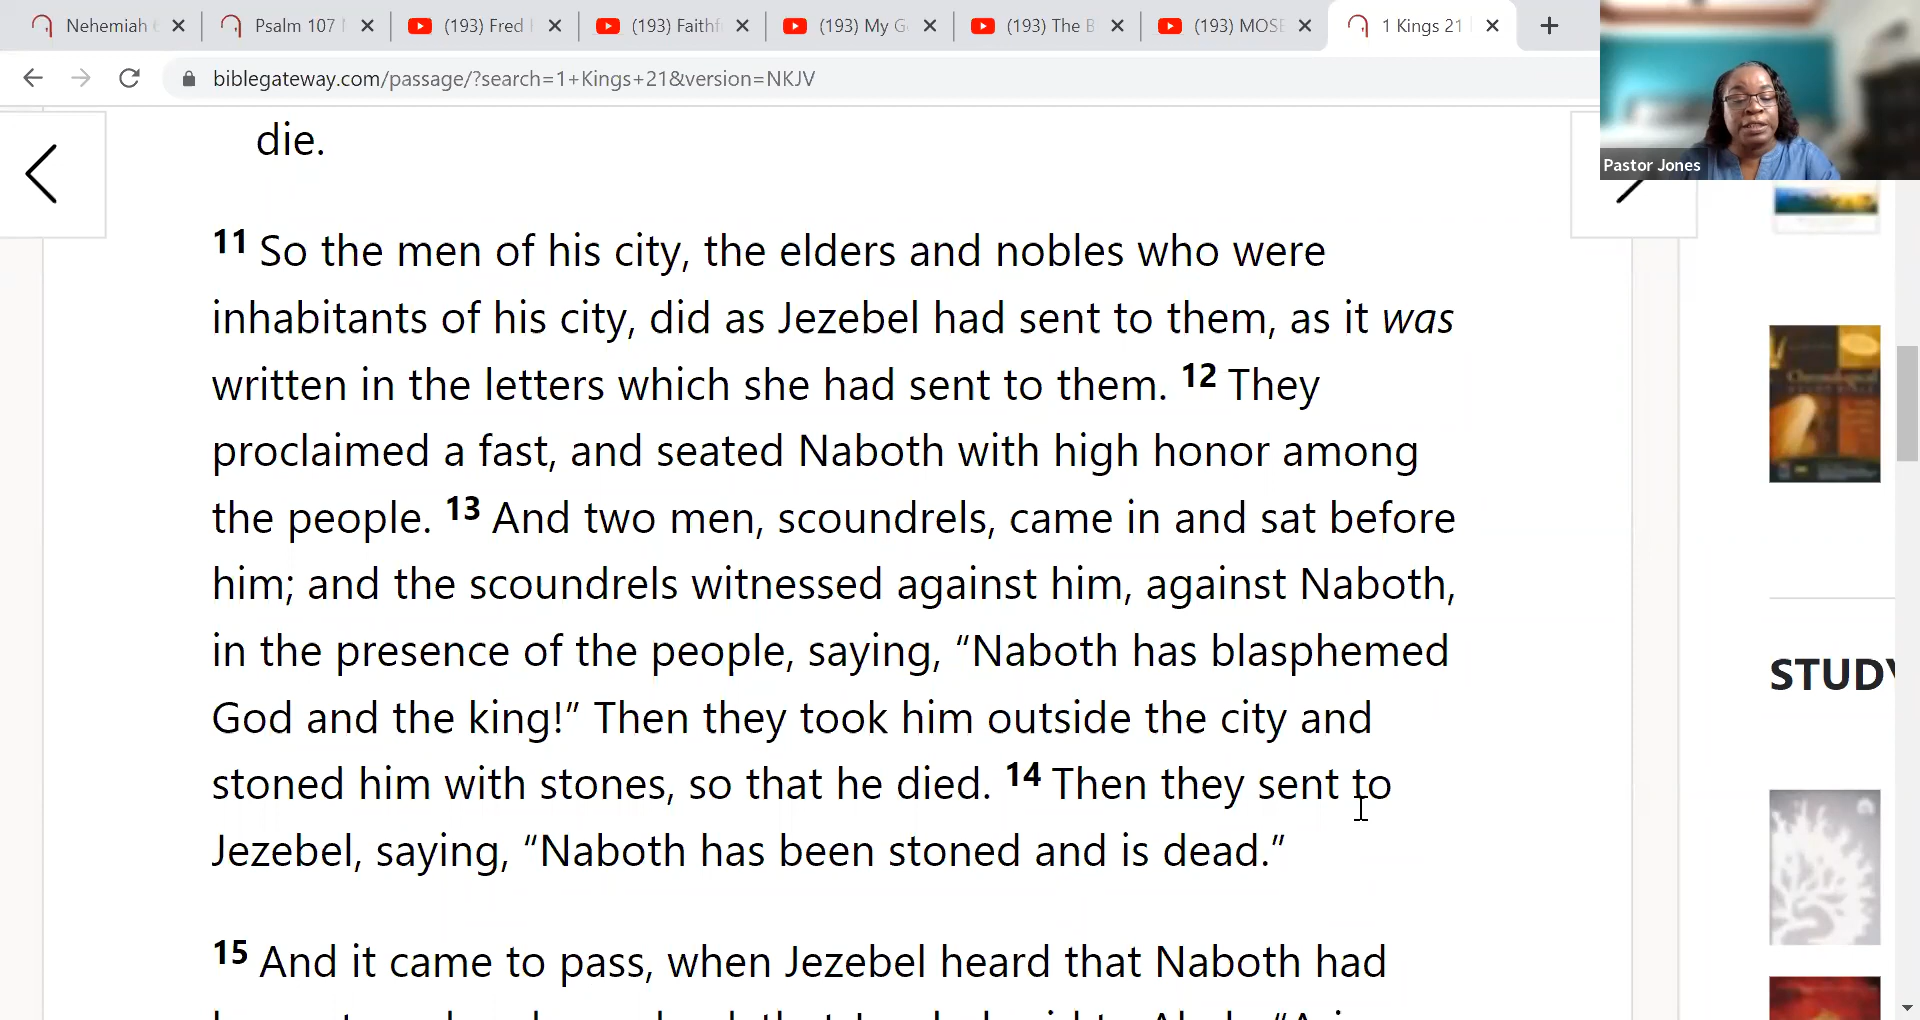 Nehemiah
Psalm 107
(193) Fred
(193) Faithf
(193) My G
(193) The B
(193) MOSE
1 Kings 21
biblegateway.com/passage/?search=1+Kings+21&version=NKJV
Pastor Jones
die.
11 So the men of his city, the elders and nobles who were
inhabitants of his city, did as Jezebel had sent to them, as it was
written in the letters which she had sent to them. 12 They
proclaimed a fast, and seated Naboth with high honor among
the people. 13 And two men, scoundrels, came in and sat before
him; and the scoundrels witnessed against him, against Naboth,
in the presence of the people, saying, “Naboth has blasphemed
God and the king!” Then they took him outside the city and
stoned him with stones, so that he died. 14 Then they sent to
Jezebel, saying, “Naboth has been stoned and is dead.”
15 And it came to pass, when Jezebel heard that Naboth had
STUDY